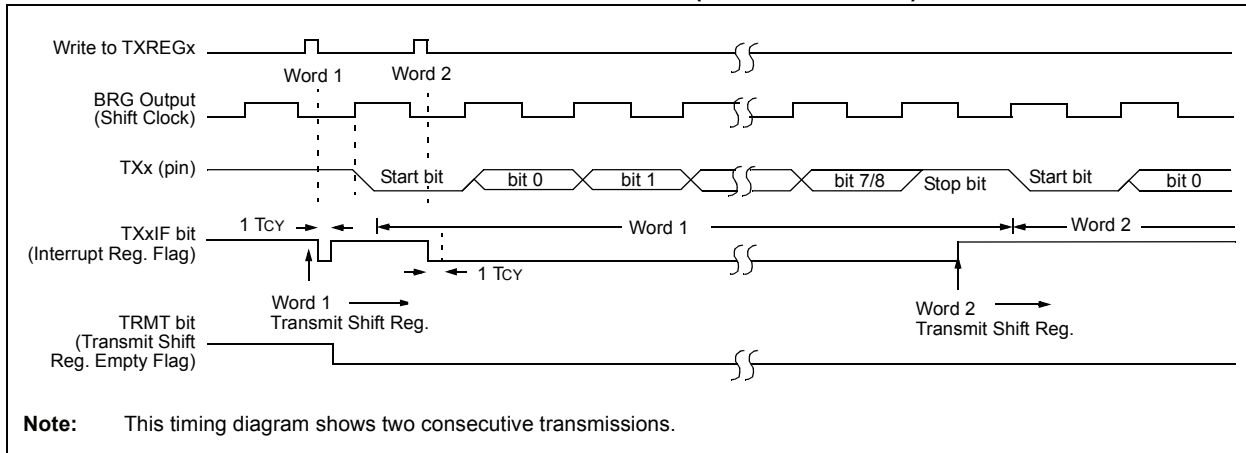 Write to TXREGx
Word 1
Word 2
BRG Output
(Shift Clock)
TXx (pin)
Start bit
bit 0
bit 1
bit 7/8
Stop bit
Start bit
bit 0
1 TCY
Word 1
Word 2
TXxIF bit
(Interrupt Reg. Flag)
1 TCY
Word 1
Transmit Shift Reg.
Word 2
Transmit Shift Reg.
TRMT bit
(Transmit Shift
Reg. Empty Flag)
Note: This timing diagram shows two consecutive transmissions.